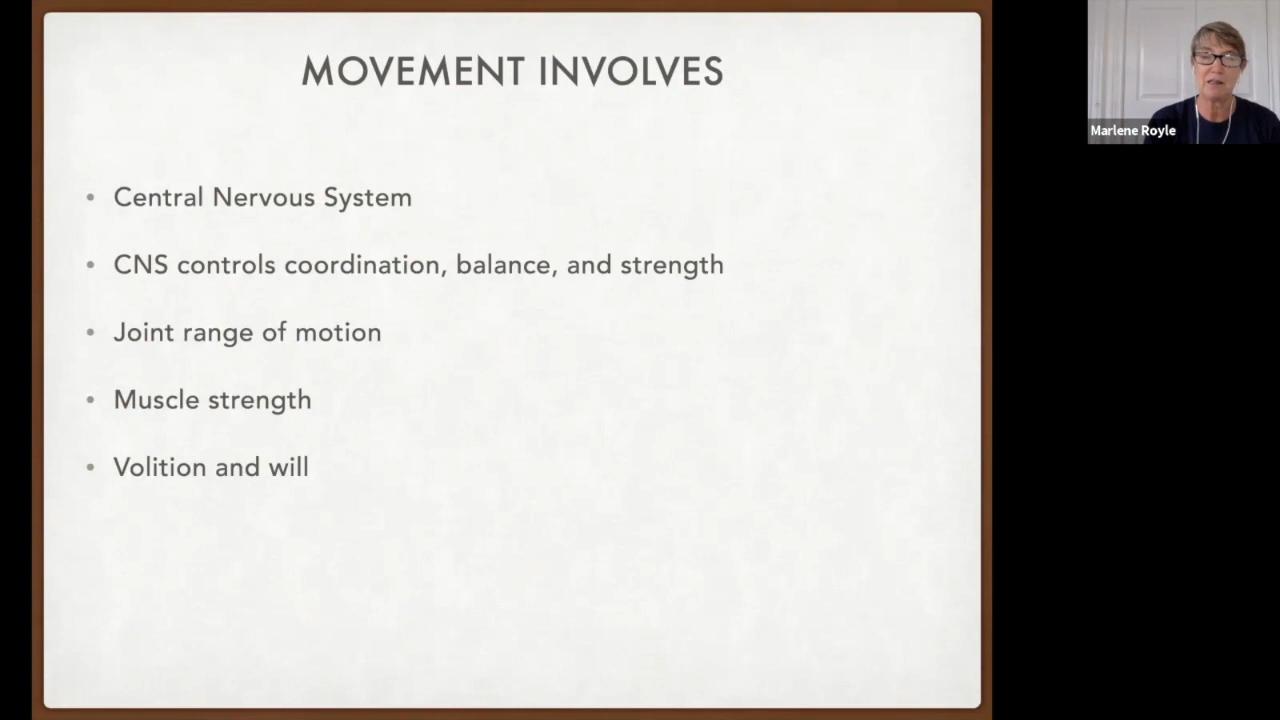 MOVEMENT INVOLVES
• Central Nervous System
• CNS controls coordination, balance, and strength
• Joint range of motion
• Muscle strength
• Volition and will
Marlene Royle